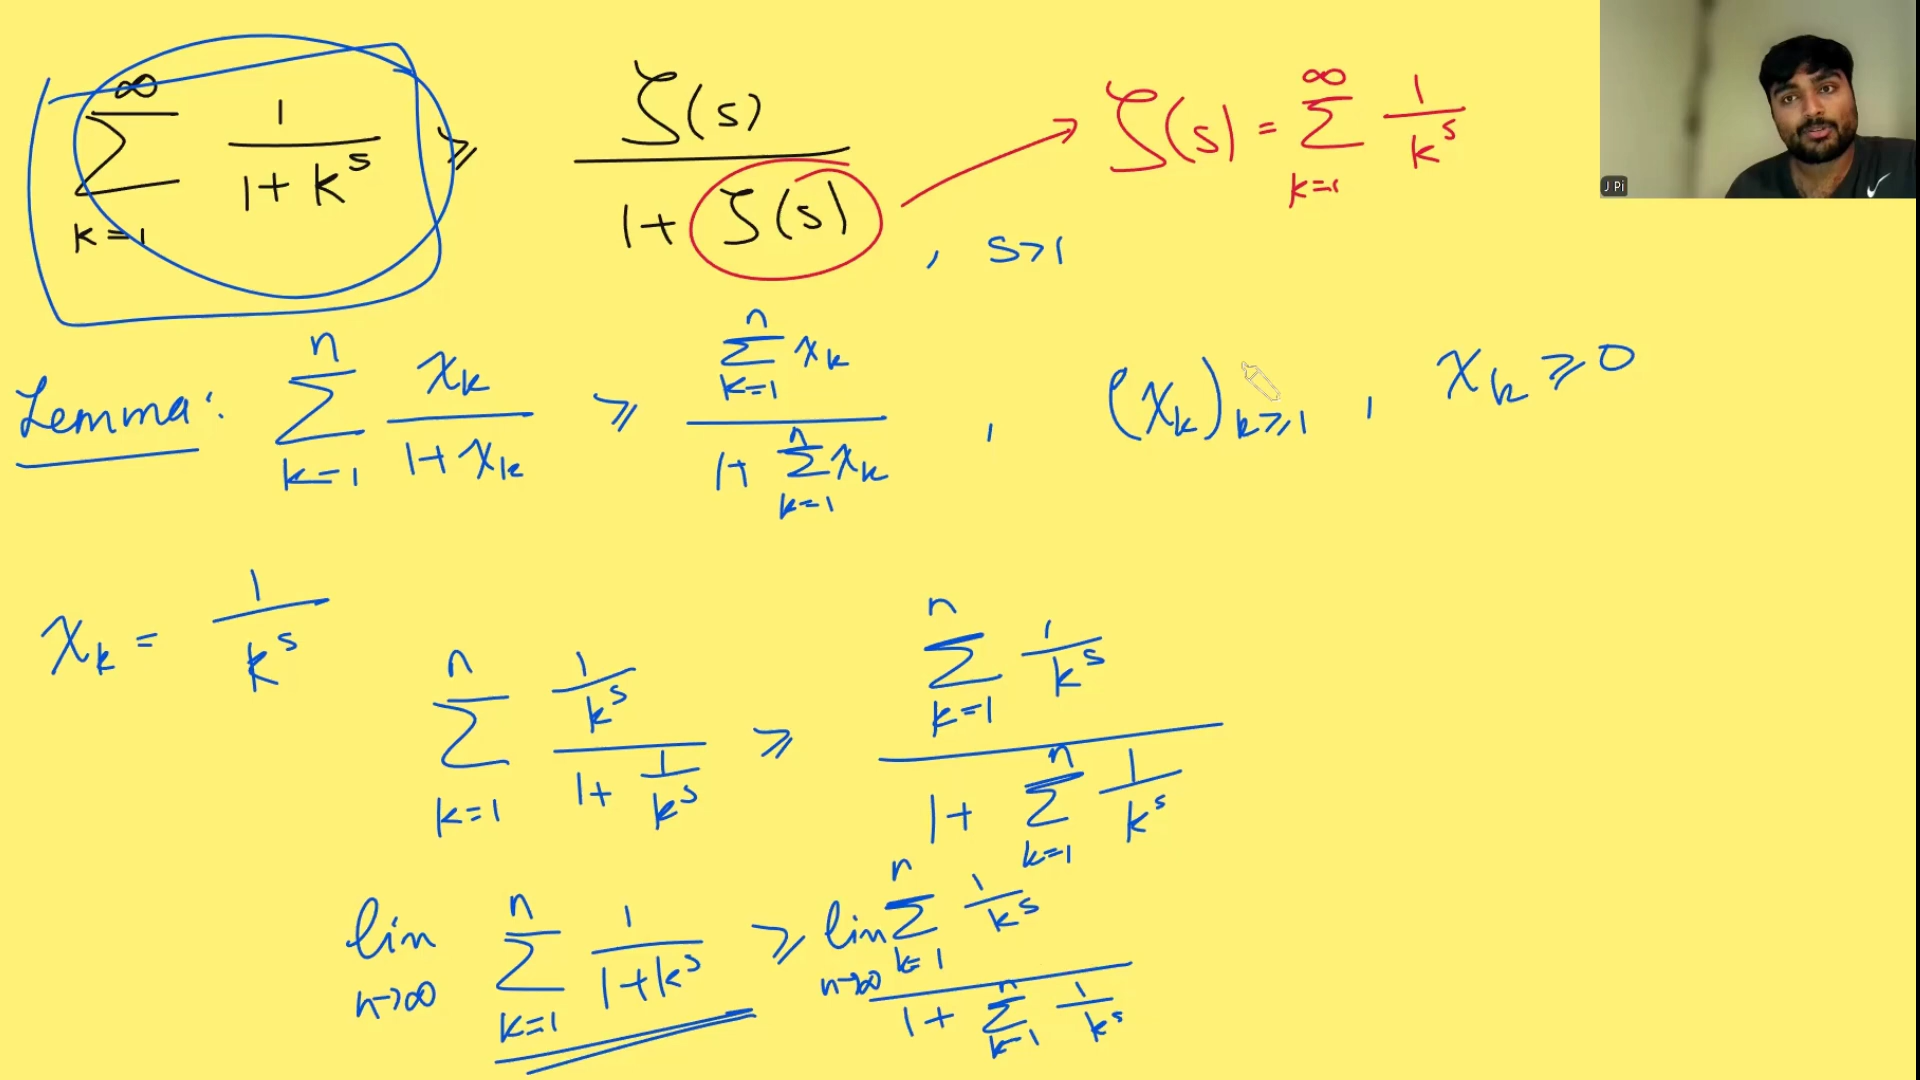 ∑_{k=1}^{∞} 1/(1+k^s) ⩾ ζ(s)/(1+ζ(s)) , s>1
ζ(s) = ∑_{k=1}^{∞} 1/k^s
J Pi
Lemma: ∑_{k=1}^{n} x_k/(1+x_k) ⩾ (∑_{k=1}^{n} x_k)/(1+∑_{k=1}^{n} x_k) , (x_k)_{k⩾1} , x_k ⩾ 0
x_k = 1/k^s
∑_{k=1}^{n} (1/k^s)/(1+1/k^s) ⩾ (∑_{k=1}^{n} 1/k^s)/(1+∑_{k=1}^{n} 1/k^s)
lim_{n→∞} ∑_{k=1}^{n} 1/(1+k^s) ⩾ lim_{n→∞} (∑_{k=1}^{n} 1/k^s)/(1+∑_{k=1}^{n} 1/k^s)